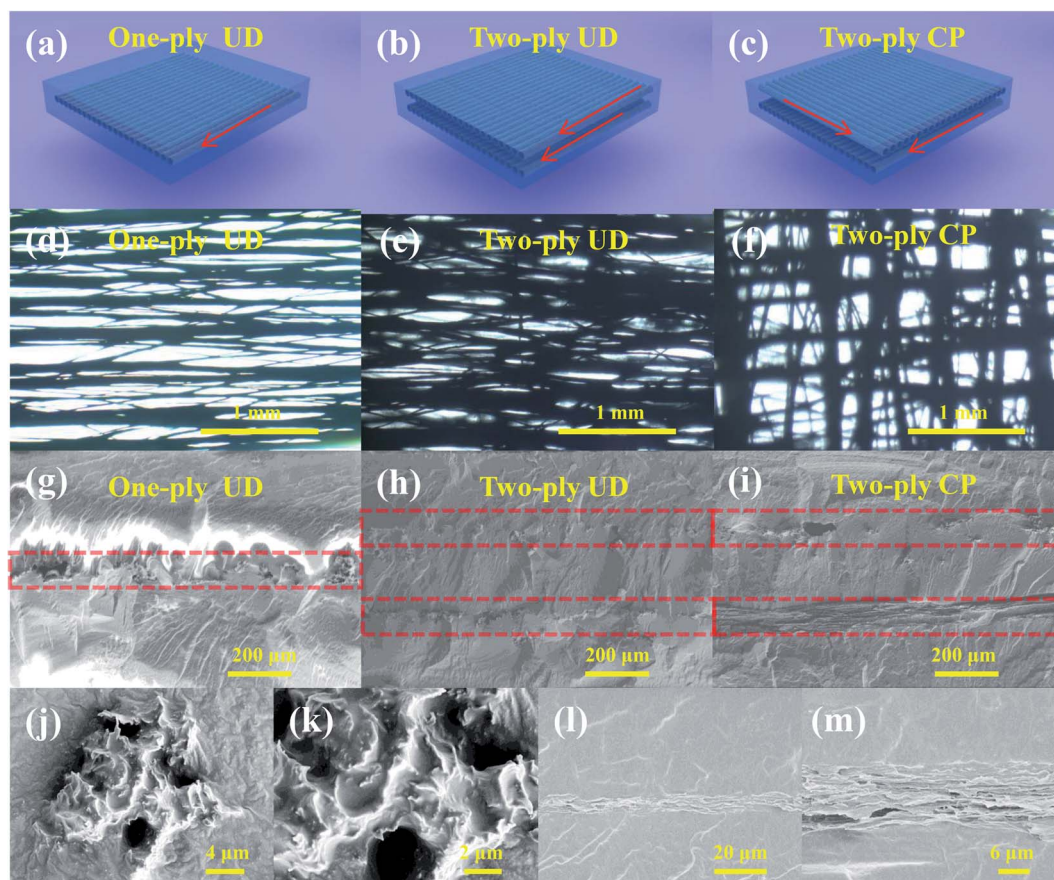 (a) One-ply UD
(b) Two-ply UD
(c) Two-ply CP
(d) One-ply UD
1 mm
(e) Two-ply UD
1 mm
(f) Two-ply CP
1 mm
(g) One-ply UD
200 μm
(h) Two-ply UD
200 μm
(i) Two-ply CP
200 μm
(j)
4 μm
(k)
2 μm
(l)
20 μm
(m)
6 μm